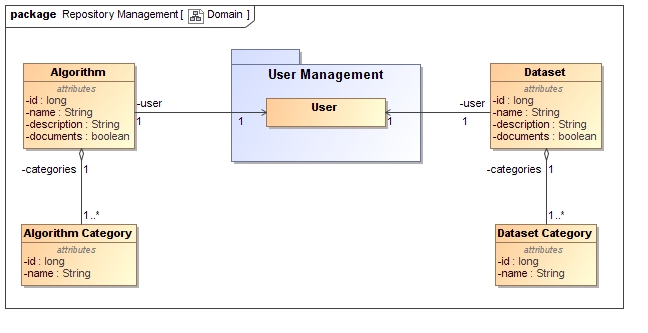 package Repository Management [ Domain ]
Algorithm
attributes
-id : long
-name : String
-description : String
-documents : boolean
-user
1
1
User Management
User
1
-user
1
Dataset
attributes
-id : long
-name : String
-description : String
-documents : boolean
-categories 1
1..*
Algorithm Category
attributes
-id : long
-name : String
-categories 1
1..*
Dataset Category
attributes
-id : long
-name : String